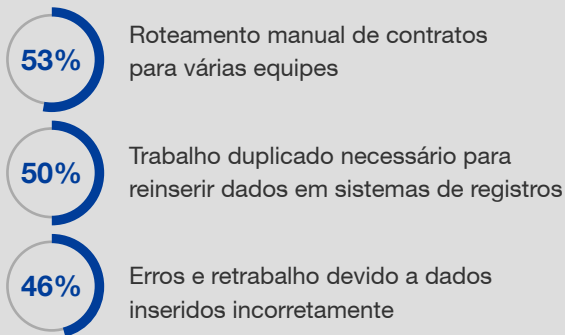 53%
Roteamento manual de contratos
para várias equipes
50%
Trabalho duplicado necessário para
reinserir dados em sistemas de registros
46%
Erros e retrabalho devido a dados
inseridos incorretamente